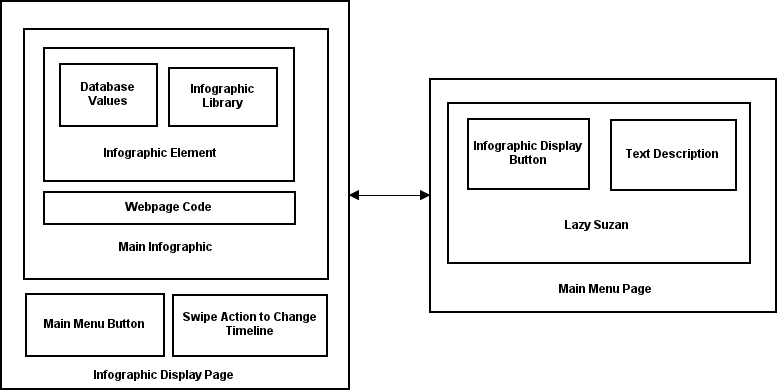 Database
Values
Infographic
Library
Infographic Element
Webpage Code
Main Infographic
Main Menu Button
Swipe Action to Change
Timeline
Infographic Display Page
Infographic Display
Button
Text Description
Lazy Suzan
Main Menu Page